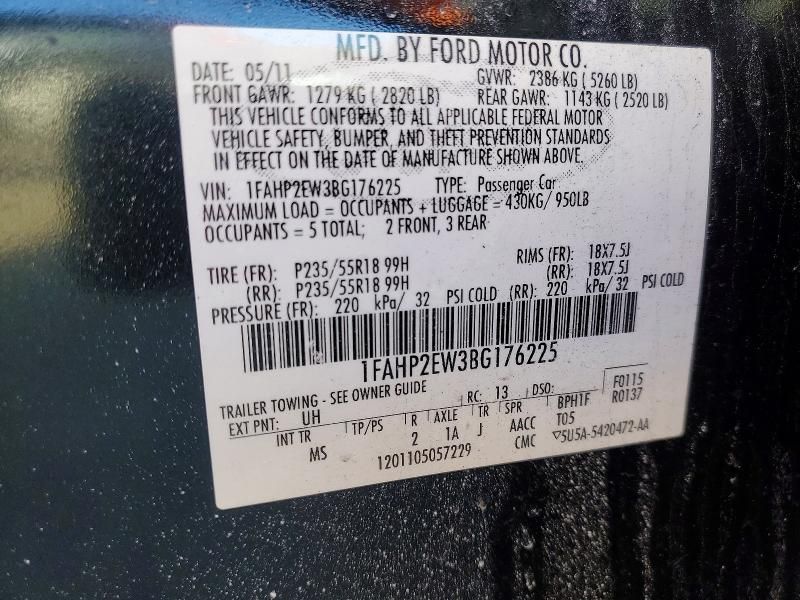 MFD. BY FORD MOTOR CO.
DATE: 05/11 GVWR: 2386 KG ( 5260 LB)
FRONT GAWR: 1279 KG ( 2820 LB) REAR GAWR: 1143 KG ( 2520 LB)
THIS VEHICLE CONFORMS TO ALL APPLICABLE FEDERAL MOTOR
VEHICLE SAFETY, BUMPER, AND THEFT PREVENTION STANDARDS
IN EFFECT ON THE DATE OF MANUFACTURE SHOWN ABOVE.
VIN: 1FAHP2EW3BG176225 TYPE: Passenger Car
MAXIMUM LOAD = OCCUPANTS + LUGGAGE = 430KG/ 950LB
OCCUPANTS = 5 TOTAL; 2 FRONT, 3 REAR
TIRE (FR): P235/55R18 99H RIMS (FR): 18X7.5J
(RR): P235/55R18 99H (RR): 18X7.5J
PRESSURE (FR): 220 kPa/ 32 PSI COLD (RR): 220 kPa/ 32 PSI COLD
1FAHP2EW3BG176225
TRAILER TOWING - SEE OWNER GUIDE RC: 13 DSO: F0115
EXT PNT: UH BPH1F R0137
INT TR TP/PS R AXLE TR SPR T05
MS 2 1A J AACC
1201105057229 CMC ▽5U5A-5420472-AA